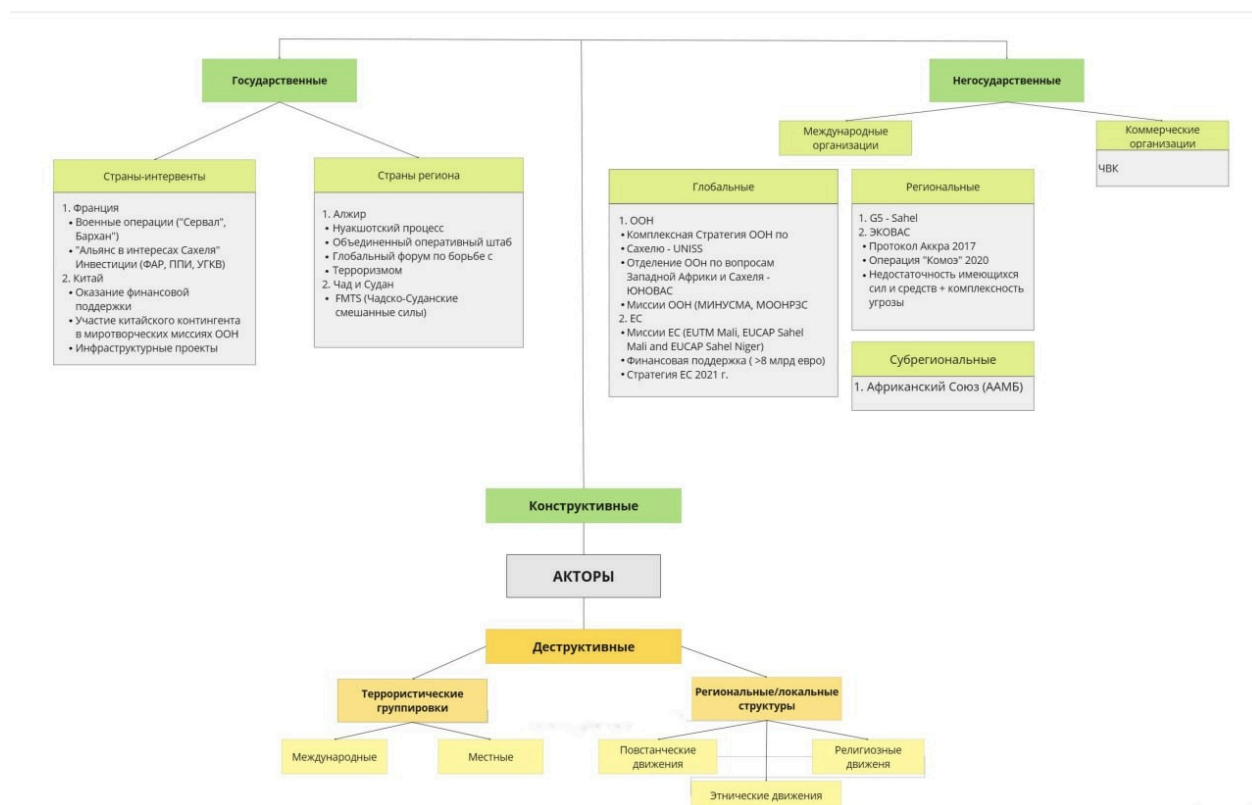 Государственные
Негосударственные
Страны-интервенты
1. Франция
• Военные операции ("Сервал",
Бархан")
• "Альянс в интересах Сахеля"
Инвестиции (ФАР, ППИ, УГКВ)
2. Китай
• Оказание финансовой
поддержки
• Участие китайского контингента
в миротворческих миссиях ООН
• Инфраструктурные проекты
Страны региона
1. Алжир
• Нуакшотский процесс
• Объединенный оперативный штаб
• Глобальный форум по борьбе с
• Терроризмом
2. Чад и Судан
• FMTS (Чадско-Суданские
смешанные силы)
Международные
организации
Коммерческие
организации
ЧВК
Глобальные
1. ООН
• Комплексная Стратегия ООН по
• Сахелю - UNISS
• Отделение ООн по вопросам
Западной Африки и Сахеля -
ЮНОВАС
• Миссии ООН (МИНУСМА, МООНРЗС
2. ЕС
• Миссии ЕС (EUTM Mali, EUCAP Sahel
Mali and EUCAP Sahel Niger)
• Финансовая поддержка ( >8 млрд евро)
• Стратегия ЕС 2021 г.
Региональные
1. G5 - Sahel
2. ЭКОВАС
• Протокол Аккра 2017
• Операция "Комоэ" 2020
• Недостаточность имеющихся
сил и средств + комплексность
угрозы
Субрегиональные
1. Африканский Союз (ААМБ)
Конструктивные
АКТОРЫ
Деструктивные
Террористические
группировки
Международные
Местные
Региональные/локальные
структуры
Повстанческие
движения
Религиозные
движеня
Этнические движения